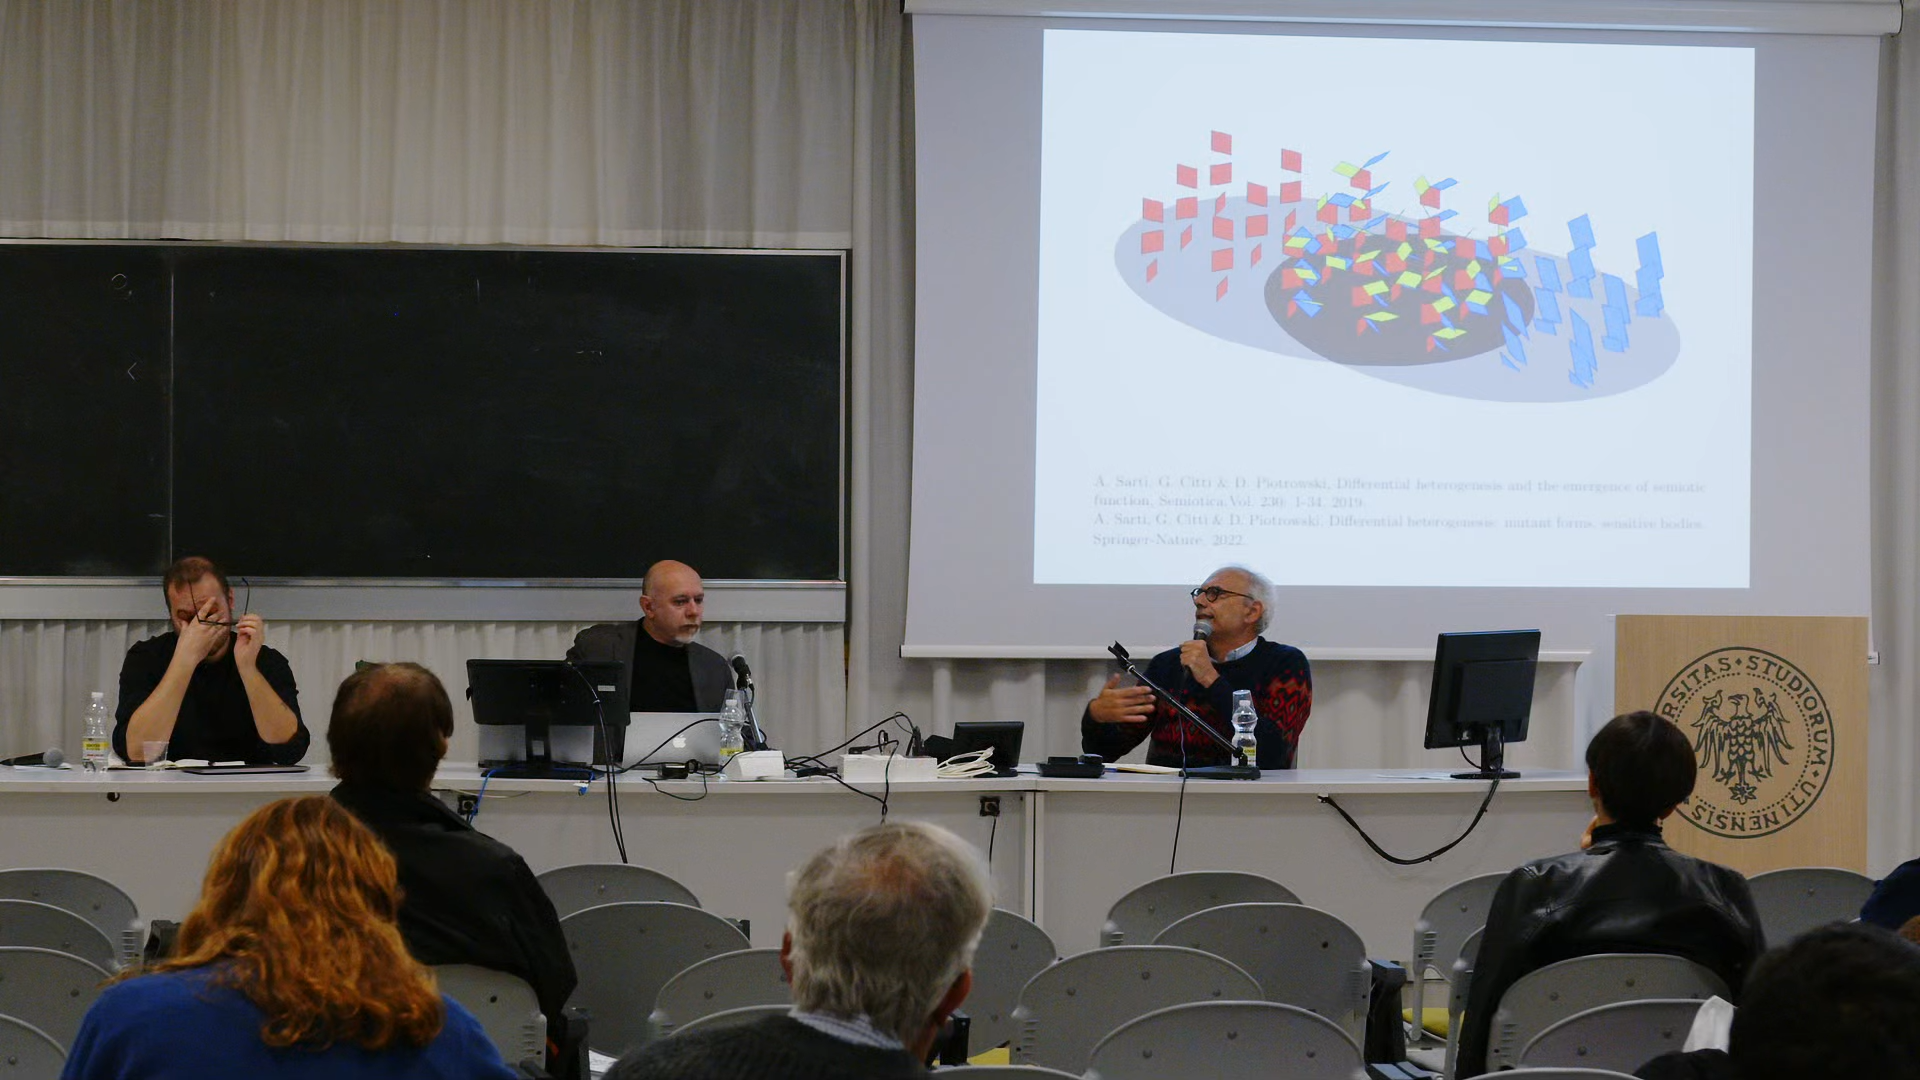 A. Sarti, G. Citti & D. Piotrowski, Differential heterogenesis and the emergence of semiotic
function, Semiotica Vol. 230: 1-34, 2019.
A. Sarti, G. Citti & D. Piotrowski, Differential heterogenesis: mutant forms, sensitive bodies,
Springer-Nature, 2022.
ERSITAS • STUDIORUM • UTINENSIS